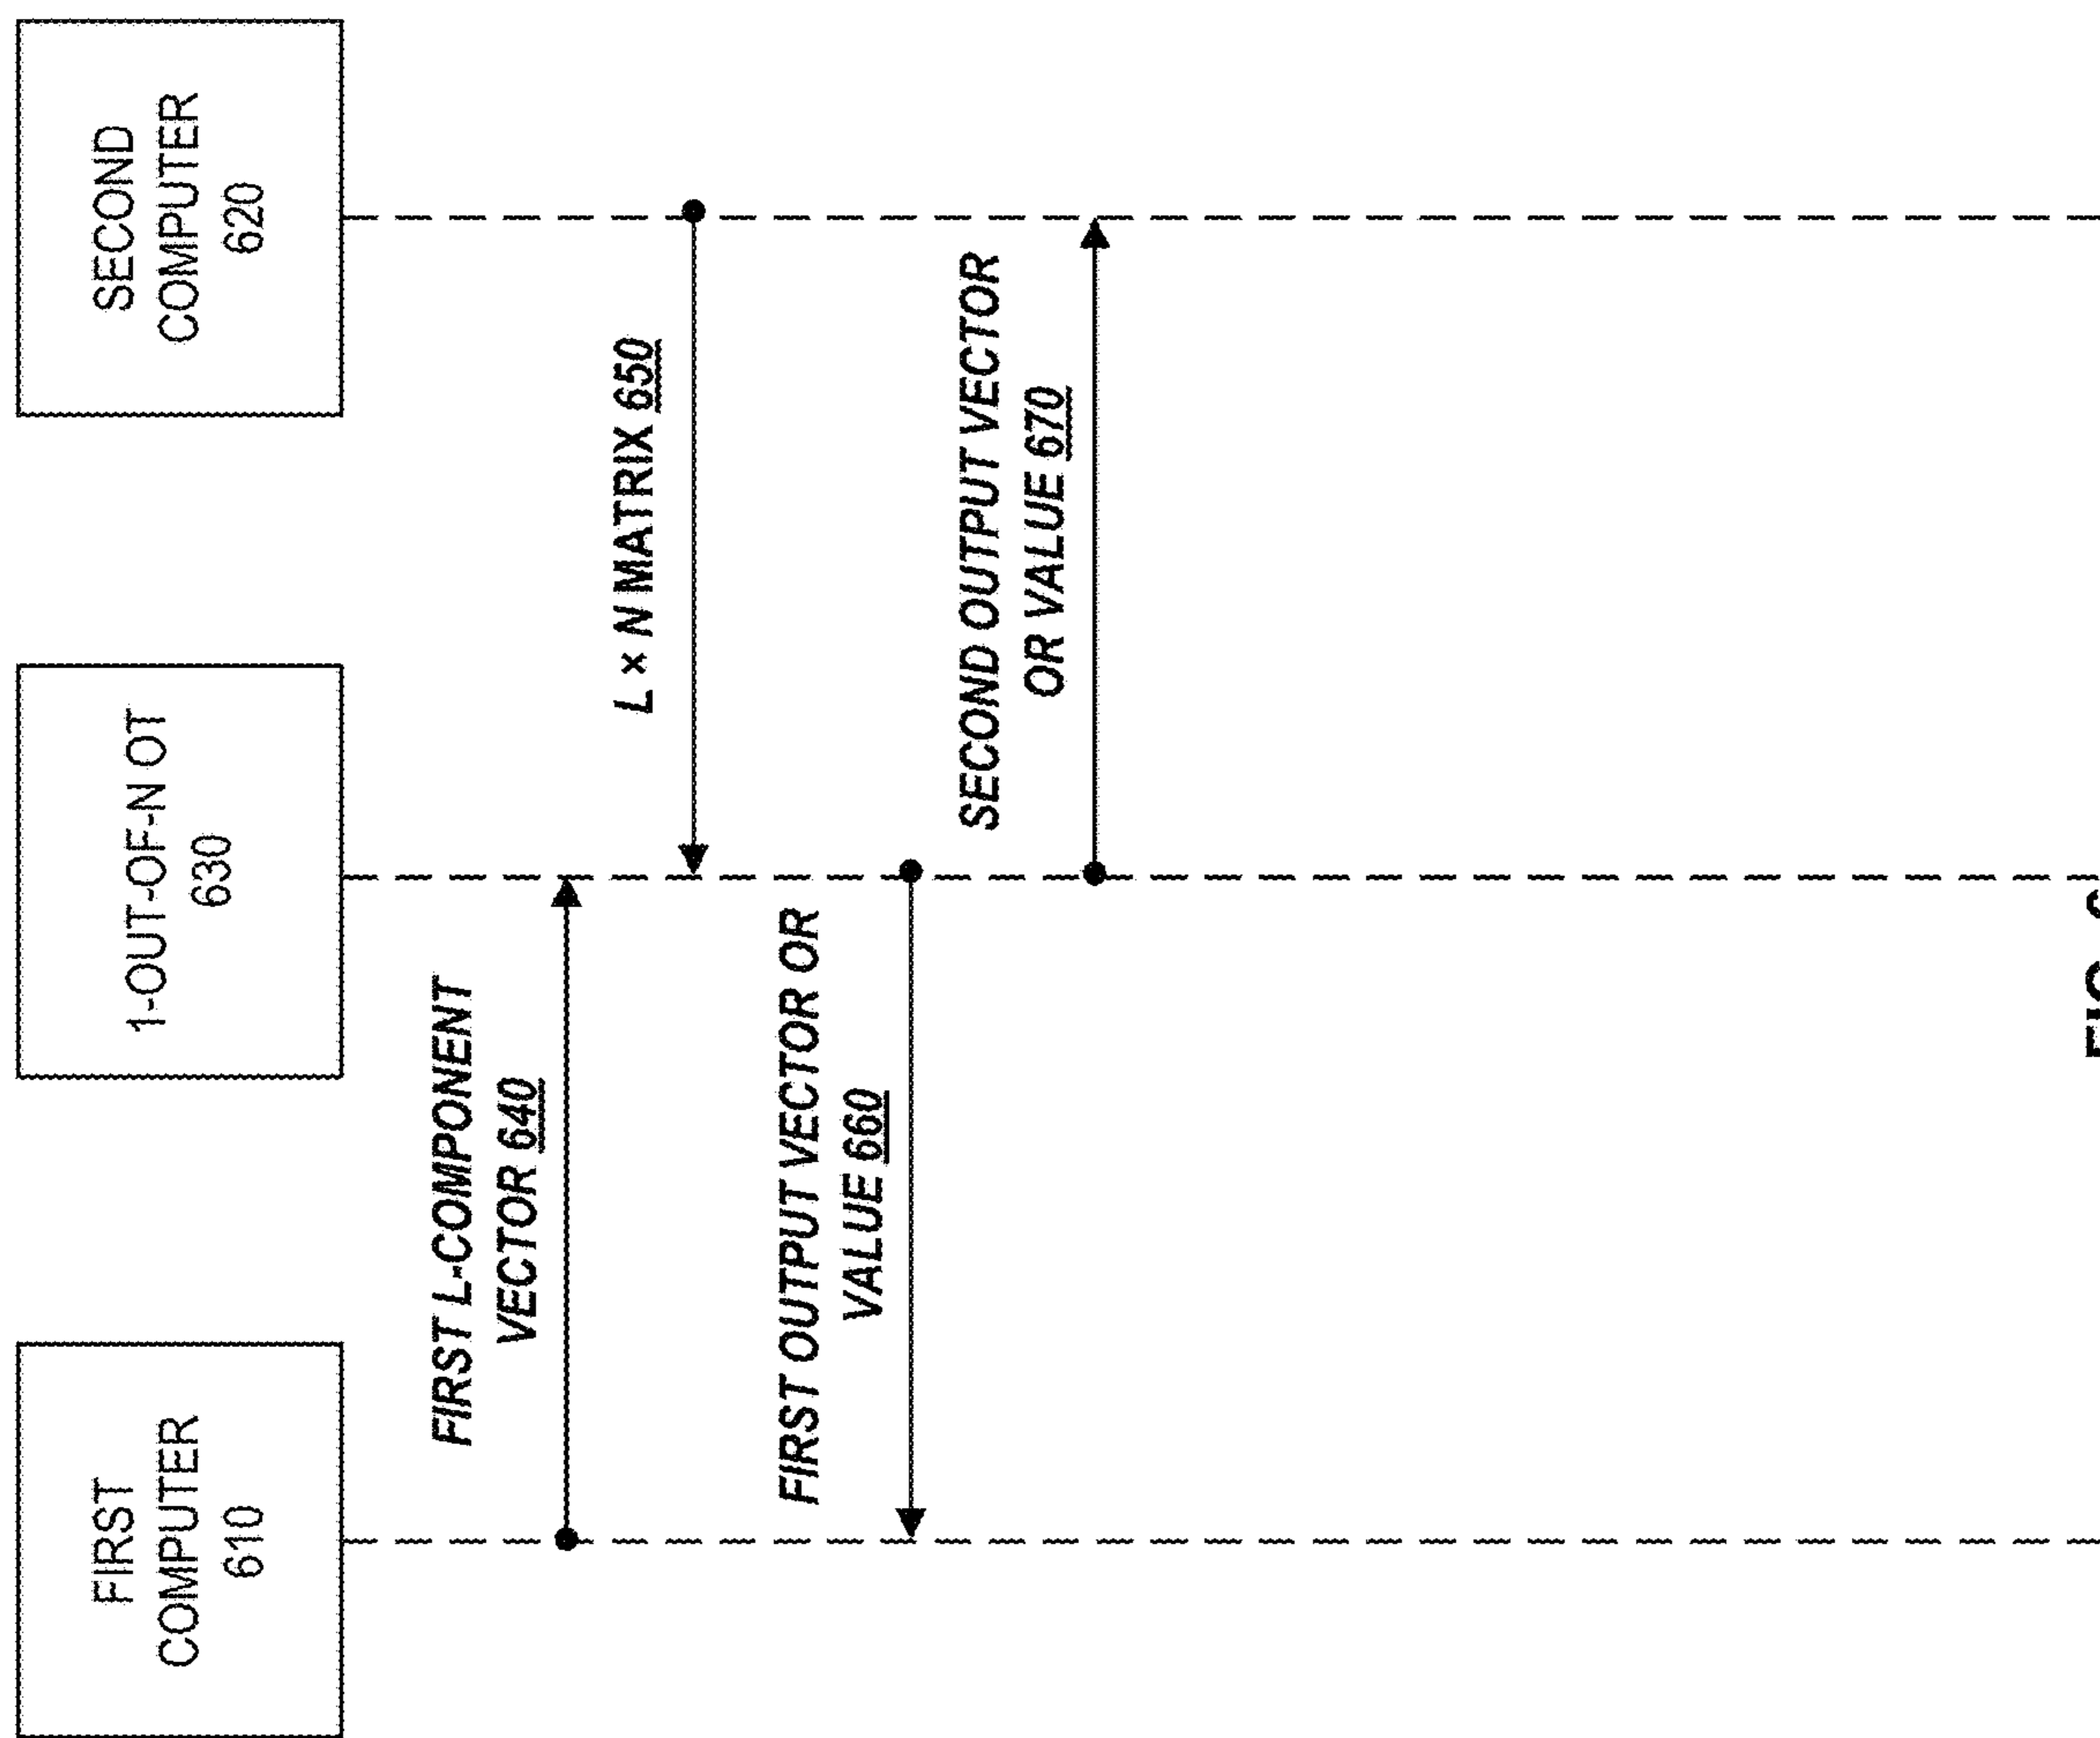 FIRST
COMPUTER
610
1-OUT-OF-N OT
630
SECOND
COMPUTER
620
FIRST L-COMPONENT
VECTOR 640
L × N MATRIX 650
FIRST OUTPUT VECTOR OR
VALUE 660
SECOND OUTPUT VECTOR
OR VALUE 670